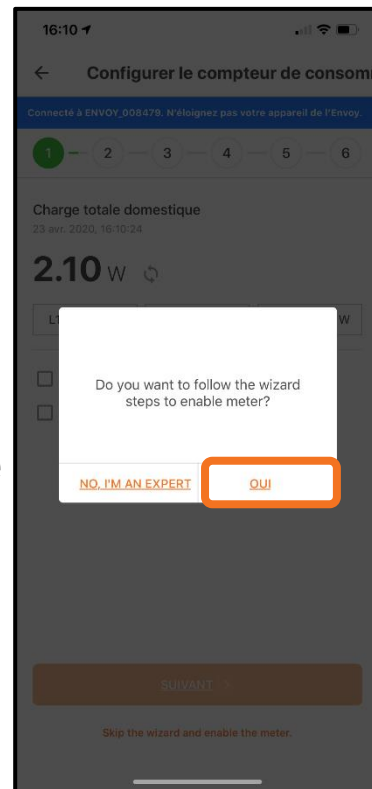 16:10
Configurer le compteur de consom
Connecté à ENVOY_008479. N'éloignez pas votre appareil de l'Envoy.
1 2 3 4 5 6
Charge totale domestique
23 avr. 2020, 16:10:24
2.10 W
L1 W
Do you want to follow the wizard
steps to enable meter?
NO, I'M AN EXPERT OUI
SUIVANT
Skip the wizard and enable the meter.